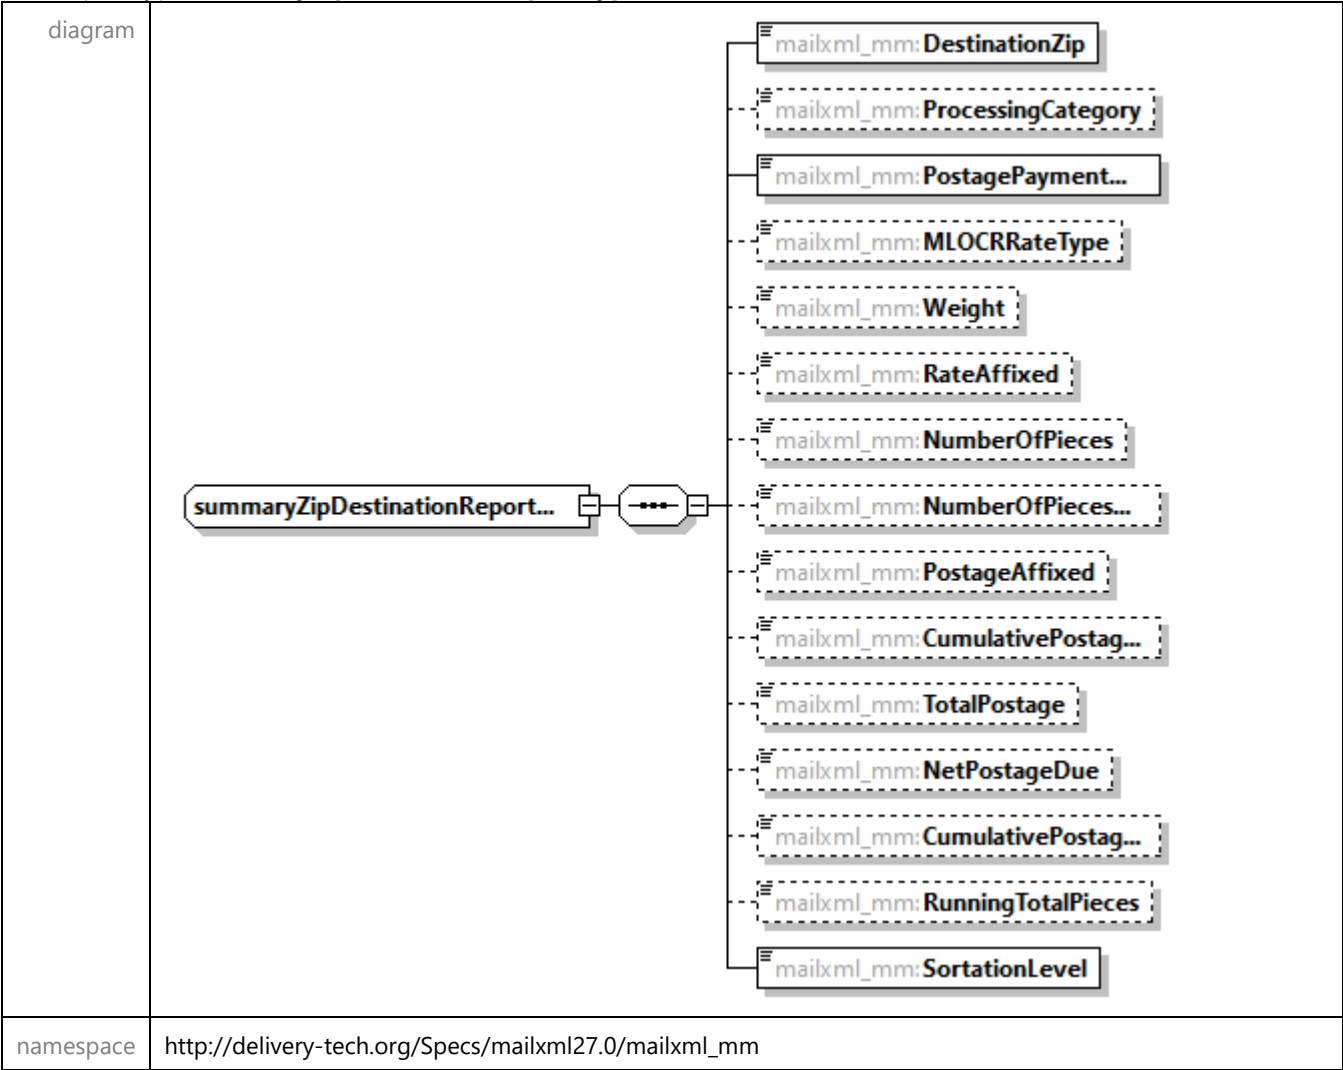 diagram
mailxml_mm:DestinationZip
mailxml_mm:ProcessingCategory
mailxml_mm:PostagePayment...
mailxml_mm:MLOCRRateType
mailxml_mm:Weight
mailxml_mm:RateAffixed
mailxml_mm:NumberOfPieces
summaryZipDestinationReport...
mailxml_mm:NumberOfPieces...
mailxml_mm:PostageAffixed
mailxml_mm:CumulativePostag...
mailxml_mm:TotalPostage
mailxml_mm:NetPostageDue
mailxml_mm:CumulativePostag...
mailxml_mm:RunningTotalPieces
mailxml_mm:SortationLevel
namespace
http://delivery-tech.org/Specs/mailxml27.0/mailxml_mm